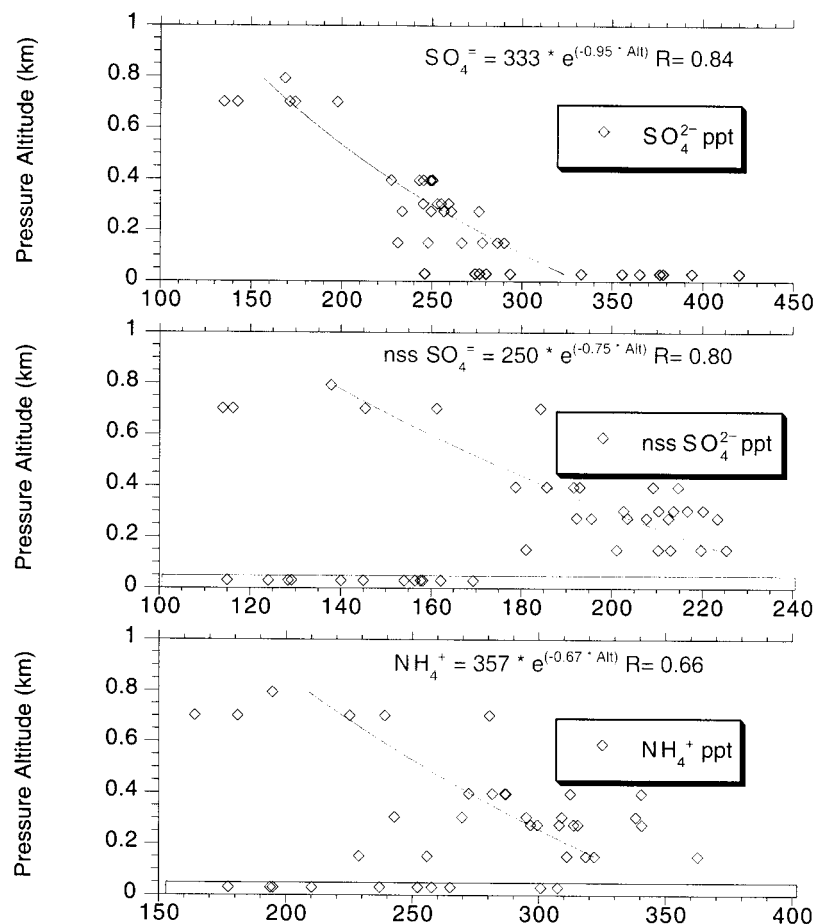 1
SO₄⁼ = 333 * e^(-0.95 * Alt) R= 0.84
0.8
◇ SO₄²⁻ ppt
0.6
Pressure Altitude (km)
0.4
0.2
0
100 150 200 250 300 350 400 450
1
nss SO₄⁼ = 250 * e^(-0.75 * Alt) R= 0.80
0.8
◇ nss SO₄²⁻ ppt
0.6
Pressure Altitude (km)
0.4
0.2
0
100 120 140 160 180 200 220 240
1
NH₄⁺ = 357 * e^(-0.67 * Alt) R= 0.66
0.8
◇ NH₄⁺ ppt
0.6
Pressure Altitude (km)
0.4
0.2
0
150 200 250 300 350 400